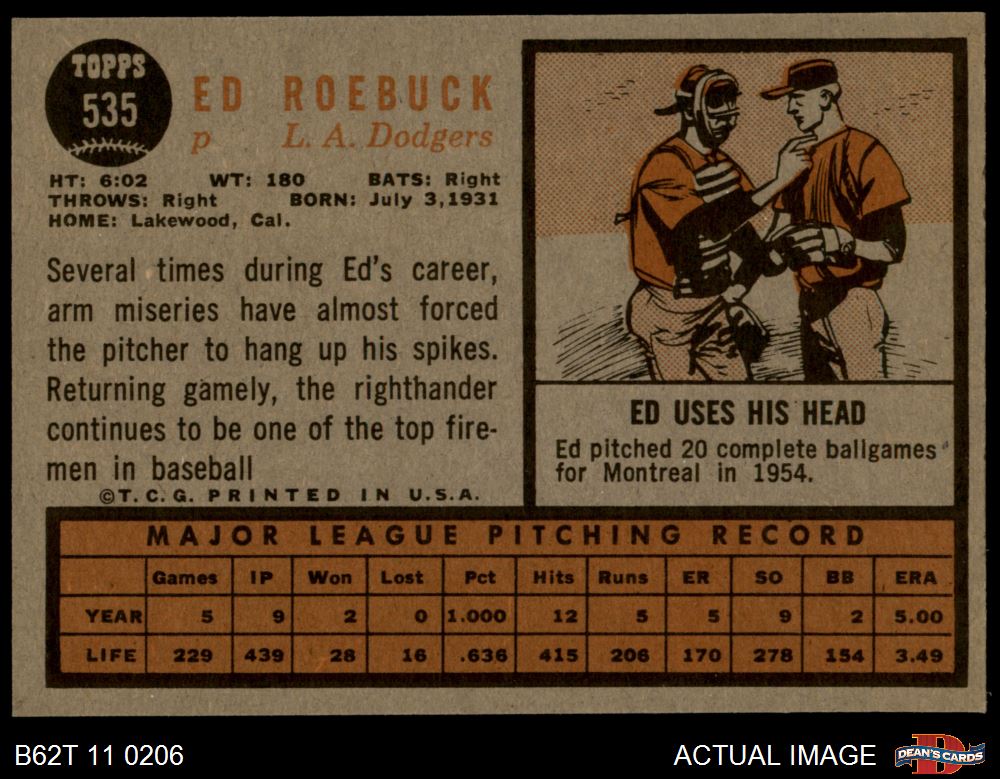 TOPPS
535
ED ROEBUCK
p L. A. Dodgers
HT: 6:02 WT: 180 BATS: Right
THROWS: Right BORN: July 3,1931
HOME: Lakewood, Cal.
Several times during Ed's career,
arm miseries have almost forced
the pitcher to hang up his spikes.
Returning gamely, the righthander
continues to be one of the top fire-
men in baseball
©T. C. G. PRINTED IN U.S.A.
ED USES HIS HEAD
Ed pitched 20 complete ballgames
for Montreal in 1954.
MAJOR LEAGUE PITCHING RECORD
Games IP Won Lost Pct Hits Runs ER SO BB ERA
YEAR 5 9 2 0 1.000 12 5 5 9 2 5.00
LIFE 229 439 28 16 .636 415 206 170 278 154 3.49
B62T 11 0206 ACTUAL IMAGE
DEAN'S CARDS